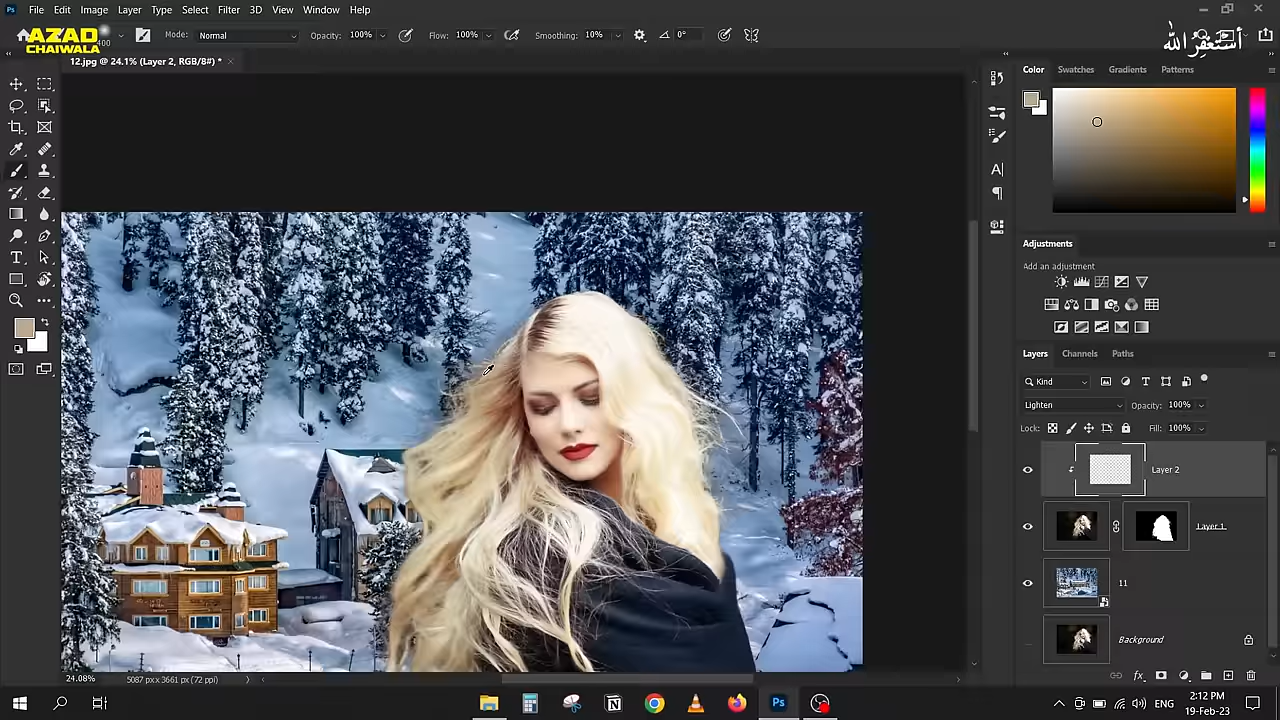 Ps File Edit Image Layer Type Select Filter 3D View Window Help
AZAD
CHAIWALA
400 Mode: Normal Opacity: 100% Flow: 100% Smoothing: 10% 0°
أستغفر الله
12.jpg @ 24.1% (Layer 2, RGB/8#) * ×
Color Swatches Gradients Patterns
Adjustments
Add an adjustment
Layers Channels Paths
Kind
Lighten Opacity: 100%
Lock: Fill: 100%
Layer 2
Layer 1
11
Background
24.08% 5087 px x 3661 px (72 ppi)
2:12 PM
19-Feb-23